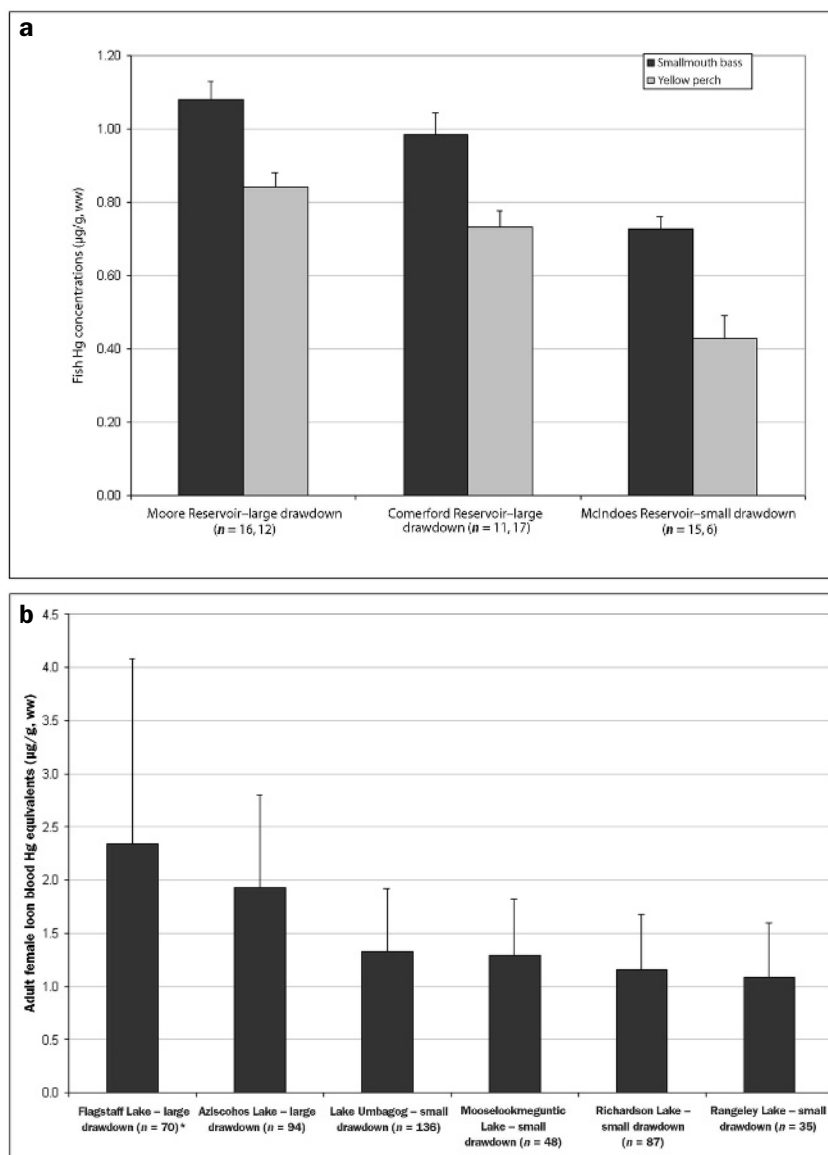 a
1.20
1.00
0.80
0.60
0.40
0.20
0.00
Fish Hg concentrations (µg/g, ww)
Smallmouth bass
Yellow perch
Moore Reservoir–large drawdown
(n = 16, 12)
Comerford Reservoir–large
drawdown (n = 11, 17)
McIndoes Reservoir–small drawdown
(n = 15, 6)
b
4.5
4.0
3.5
3.0
2.5
2.0
1.5
1.0
0.5
0.0
Adult female loon blood Hg equivalents (µg/g, ww)
Flagstaff Lake – large
drawdown (n = 70)*
Aziscohos Lake – large
drawdown (n = 94)
Lake Umbagog – small
drawdown (n = 136)
Mooselookmeguntic
Lake – small
drawdown (n = 48)
Richardson Lake –
small drawdown
(n = 87)
Rangeley Lake – small
drawdown (n = 35)